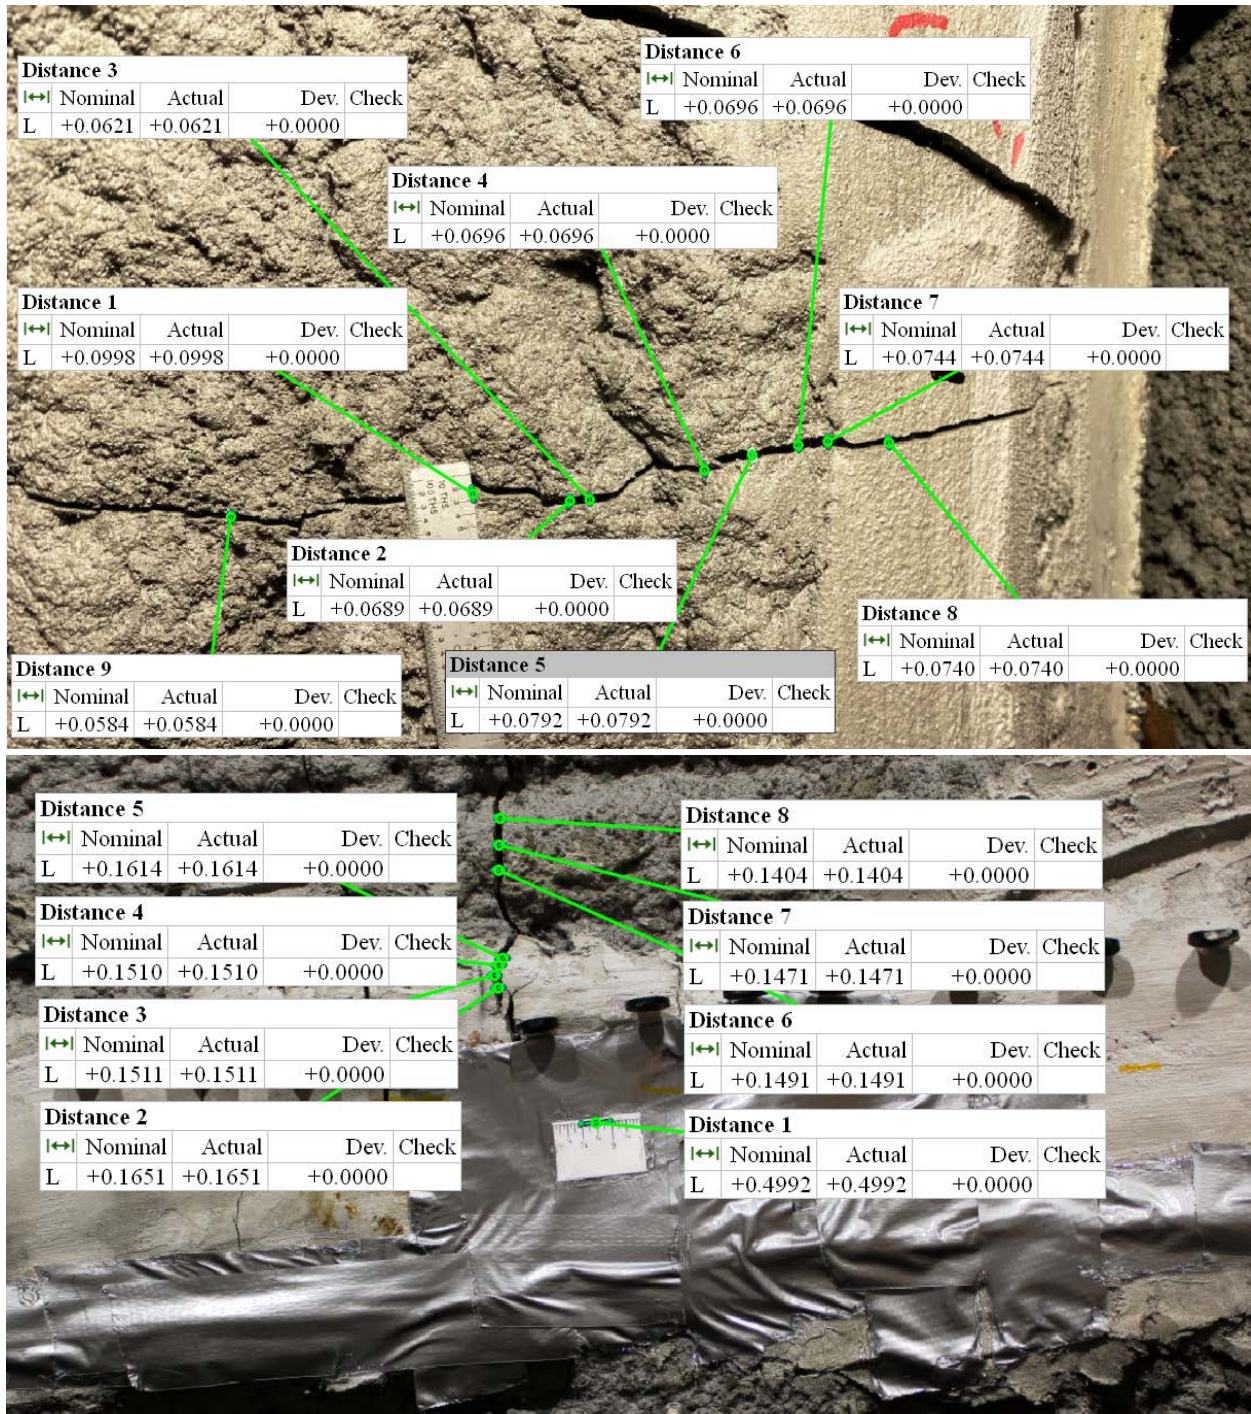 Distance 3
Nominal Actual Dev. Check
L +0.0621 +0.0621 +0.0000
Distance 6
Nominal Actual Dev. Check
L +0.0696 +0.0696 +0.0000
Distance 4
Nominal Actual Dev. Check
L +0.0696 +0.0696 +0.0000
Distance 1
Nominal Actual Dev. Check
L +0.0998 +0.0998 +0.0000
Distance 7
Nominal Actual Dev. Check
L +0.0744 +0.0744 +0.0000
Distance 2
Nominal Actual Dev. Check
L +0.0689 +0.0689 +0.0000
Distance 8
Nominal Actual Dev. Check
L +0.0740 +0.0740 +0.0000
Distance 9
Nominal Actual Dev. Check
L +0.0584 +0.0584 +0.0000
Distance 5
Nominal Actual Dev. Check
L +0.0792 +0.0792 +0.0000
10 THS
100 THS
Distance 5
Nominal Actual Dev. Check
L +0.1614 +0.1614 +0.0000
Distance 4
Nominal Actual Dev. Check
L +0.1510 +0.1510 +0.0000
Distance 3
Nominal Actual Dev. Check
L +0.1511 +0.1511 +0.0000
Distance 2
Nominal Actual Dev. Check
L +0.1651 +0.1651 +0.0000
Distance 8
Nominal Actual Dev. Check
L +0.1404 +0.1404 +0.0000
Distance 7
Nominal Actual Dev. Check
L +0.1471 +0.1471 +0.0000
Distance 6
Nominal Actual Dev. Check
L +0.1491 +0.1491 +0.0000
Distance 1
Nominal Actual Dev. Check
L +0.4992 +0.4992 +0.0000